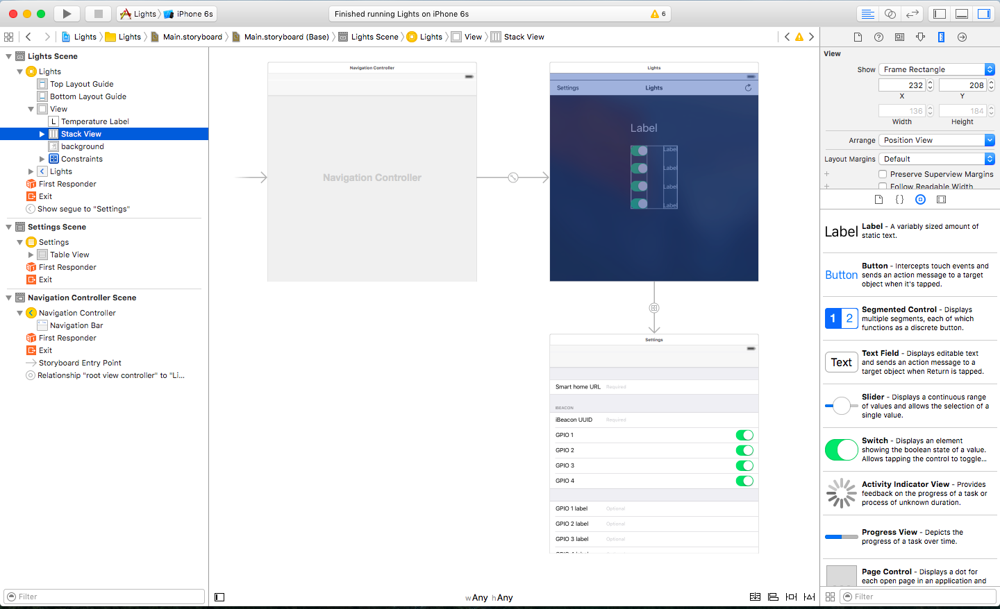 Lights iPhone 6s
Finished running Lights on iPhone 6s
6
Lights Lights Main.storyboard Main.storyboard (Base) Lights Scene Lights View Stack View
Lights Scene
Lights
Top Layout Guide
Bottom Layout Guide
View
L Temperature Label
Stack View
background
Constraints
Lights
First Responder
Exit
Show segue to "Settings"
Settings Scene
Settings
Table View
First Responder
Exit
Navigation Controller Scene
Navigation Controller
Navigation Bar
First Responder
Exit
Storyboard Entry Point
Relationship "root view controller" to "Li...
Filter
Navigation Controller
Navigation Controller
Lights
Settings Lights
Label
Label
Label
Label
Label
Settings
Smart home URL Required
IBEACON
iBeacon UUID Required
GPIO 1
GPIO 2
GPIO 3
GPIO 4
GPIO 1 label Optional
GPIO 2 label Optional
GPIO 3 label Optional
wAny hAny
View
Show Frame Rectangle
232 208
X Y
136 184
Width Height
Arrange Position View
Layout Margins Default
+ Preserve Superview Margins
+ Follow Readable Width
Label Label - A variably sized amount of
static text.
Button Button - Intercepts touch events and
sends an action message to a target
object when it's tapped.
1 2 Segmented Control - Displays
multiple segments, each of which
functions as a discrete button.
Text Text Field - Displays editable text
and sends an action message to a
target object when Return is tapped.
Slider - Displays a continuous range
of values and allows the selection of a
single value.
Switch - Displays an element
showing the boolean state of a value.
Allows tapping the control to toggle...
Activity Indicator View - Provides
feedback on the progress of a task or
process of unknown duration.
Progress View - Depicts the
progress of a task over time.
Page Control - Displays a dot for
each open page in an application and
Filter